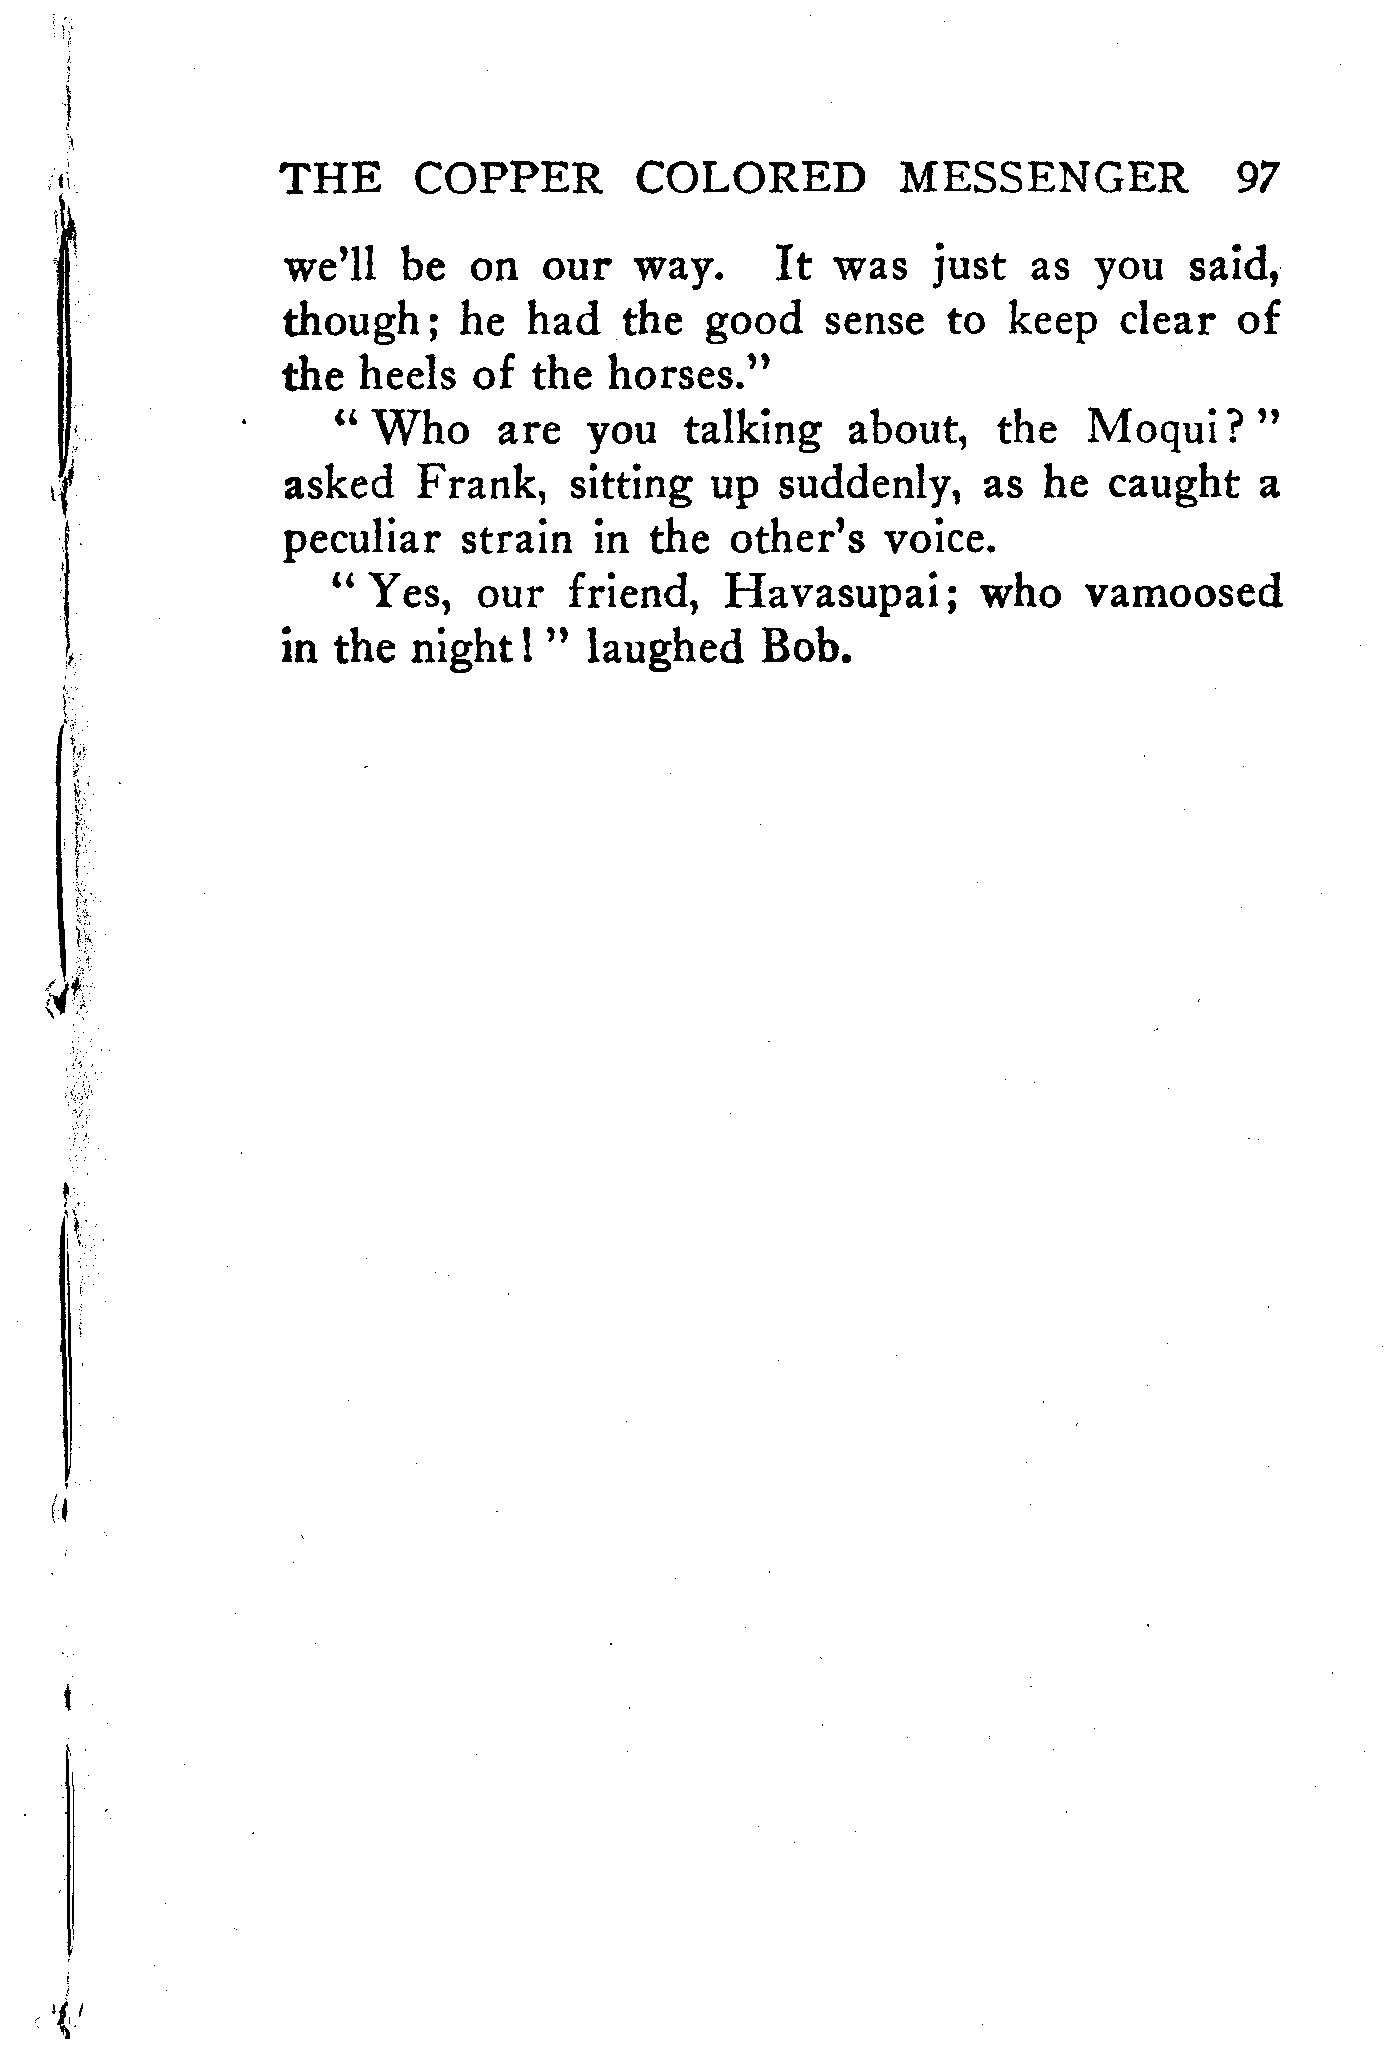 THE COPPER COLORED MESSENGER 97
we'll be on our way. It was just as you said,
though; he had the good sense to keep clear of
the heels of the horses."
"Who are you talking about, the Moqui?"
asked Frank, sitting up suddenly, as he caught a
peculiar strain in the other's voice.
"Yes, our friend, Havasupai; who vamoosed
in the night!" laughed Bob.